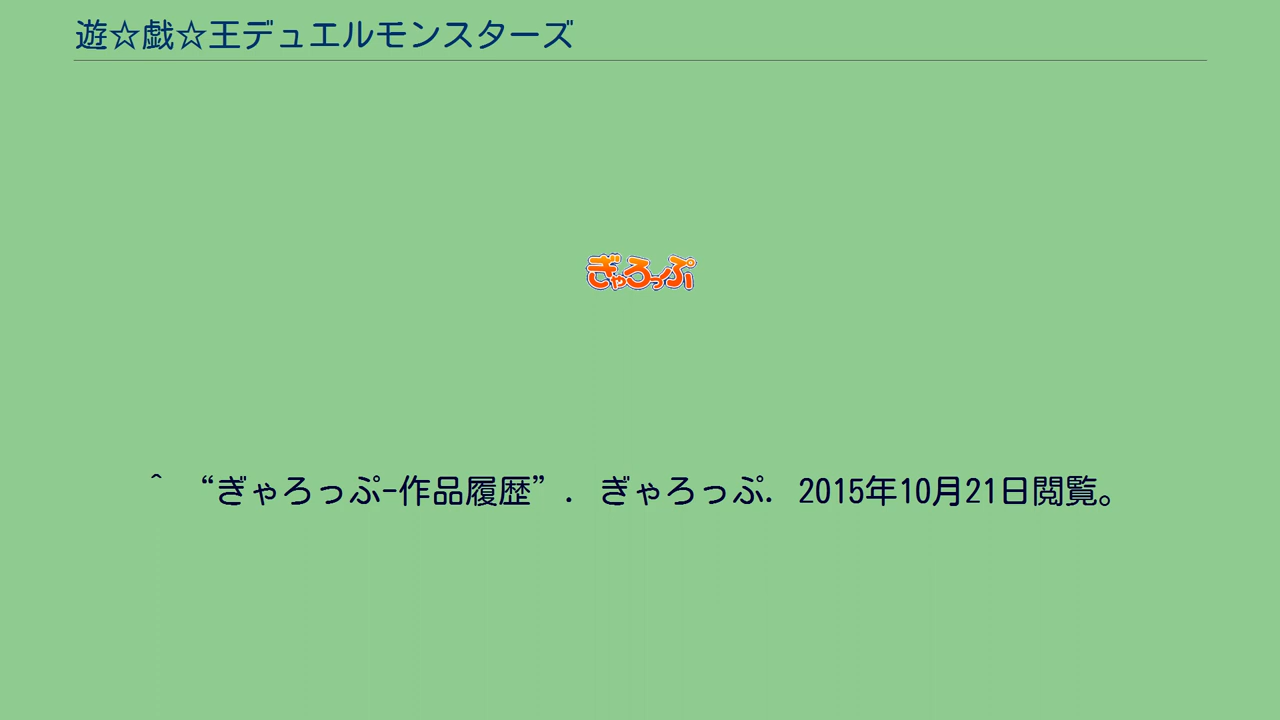 遊☆戯☆王デュエルモンスターズ
ぎゃろっぷ
^ “ぎゃろっぷ-作品履歴”. ぎゃろっぷ. 2015年10月21日閲覧。